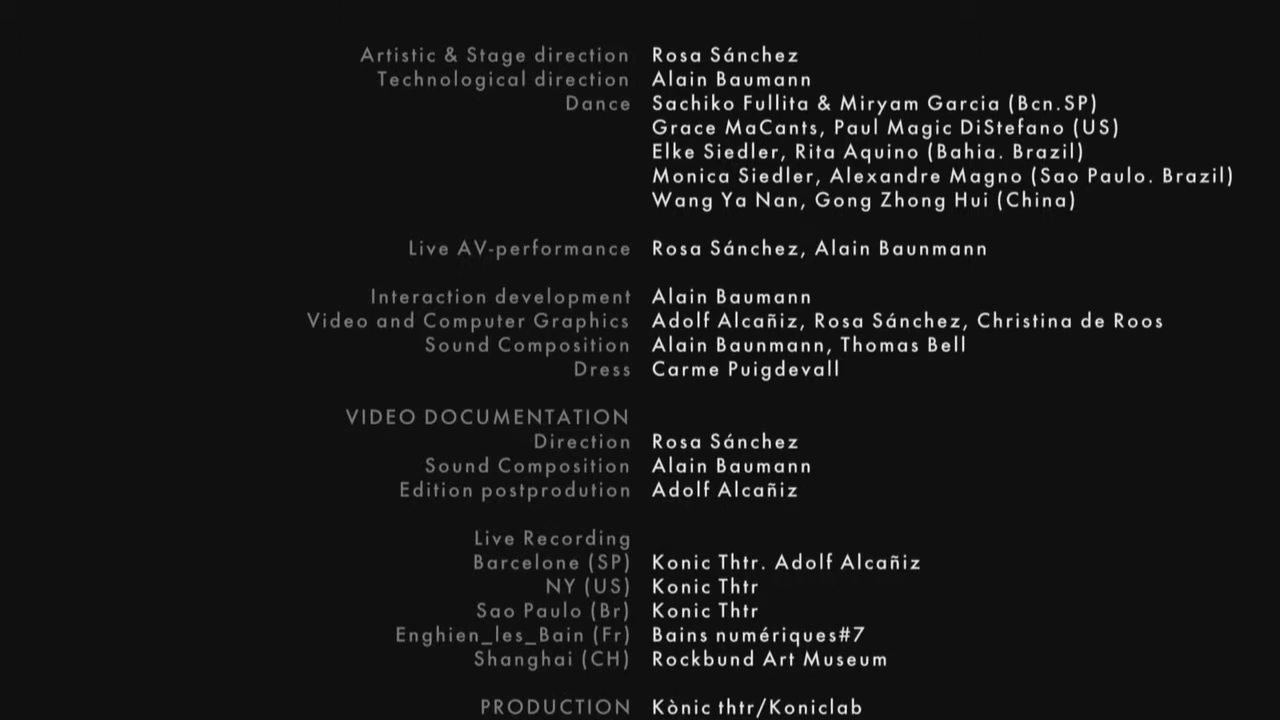 Artistic & Stage direction Rosa Sánchez
Technological direction Alain Baumann
Dance Sachiko Fullita & Miryam Garcia (Bcn.SP)
Grace MaCants, Paul Magic DiStefano (US)
Elke Siedler, Rita Aquino (Bahia. Brazil)
Monica Siedler, Alexandre Magno (Sao Paulo. Brazil)
Wang Ya Nan, Gong Zhong Hui (China)
Live AV-performance Rosa Sánchez, Alain Baunmann
Interaction development Alain Baumann
Video and Computer Graphics Adolf Alcañiz, Rosa Sánchez, Christina de Roos
Sound Composition Alain Baunmann, Thomas Bell
Dress Carme Puigdevall
VIDEO DOCUMENTATION
Direction Rosa Sánchez
Sound Composition Alain Baumann
Edition postprodution Adolf Alcañiz
Live Recording
Barcelone (SP) Konic Thtr. Adolf Alcañiz
NY (US) Konic Thtr
Sao Paulo (Br) Konic Thtr
Enghien_les_Bain (Fr) Bains numériques#7
Shanghai (CH) Rockbund Art Museum
PRODUCTION Kònic thtr/Koniclab